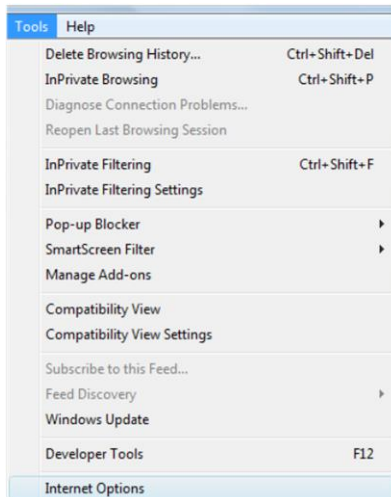 Tools Help
Delete Browsing History... Ctrl+Shift+Del
InPrivate Browsing Ctrl+Shift+P
Diagnose Connection Problems...
Reopen Last Browsing Session
InPrivate Filtering Ctrl+Shift+F
InPrivate Filtering Settings
Pop-up Blocker
SmartScreen Filter
Manage Add-ons
Compatibility View
Compatibility View Settings
Subscribe to this Feed...
Feed Discovery
Windows Update
Developer Tools F12
Internet Options